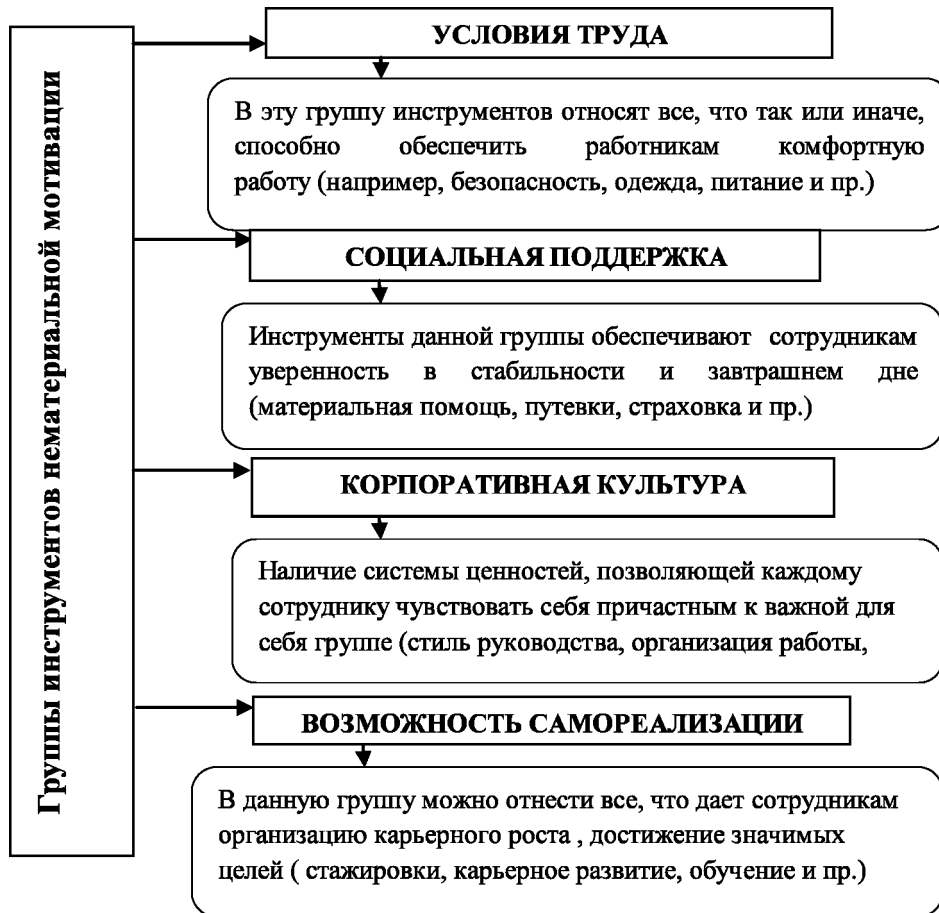 Группы инструментов нематериальной мотивации
УСЛОВИЯ ТРУДА
В эту группу инструментов относят все, что так или иначе,
способно обеспечить работникам комфортную
работу (например, безопасность, одежда, питание и пр.)
СОЦИАЛЬНАЯ ПОДДЕРЖКА
Инструменты данной группы обеспечивают сотрудникам
уверенность в стабильности и завтрашнем дне
(материальная помощь, путевки, страховка и пр.)
КОРПОРАТИВНАЯ КУЛЬТУРА
Наличие системы ценностей, позволяющей каждому
сотруднику чувствовать себя причастным к важной для
себя группе (стиль руководства, организация работы,
ВОЗМОЖНОСТЬ САМОРЕАЛИЗАЦИИ
В данную группу можно отнести все, что дает сотрудникам
организацию карьерного роста , достижение значимых
целей ( стажировки, карьерное развитие, обучение и пр.)